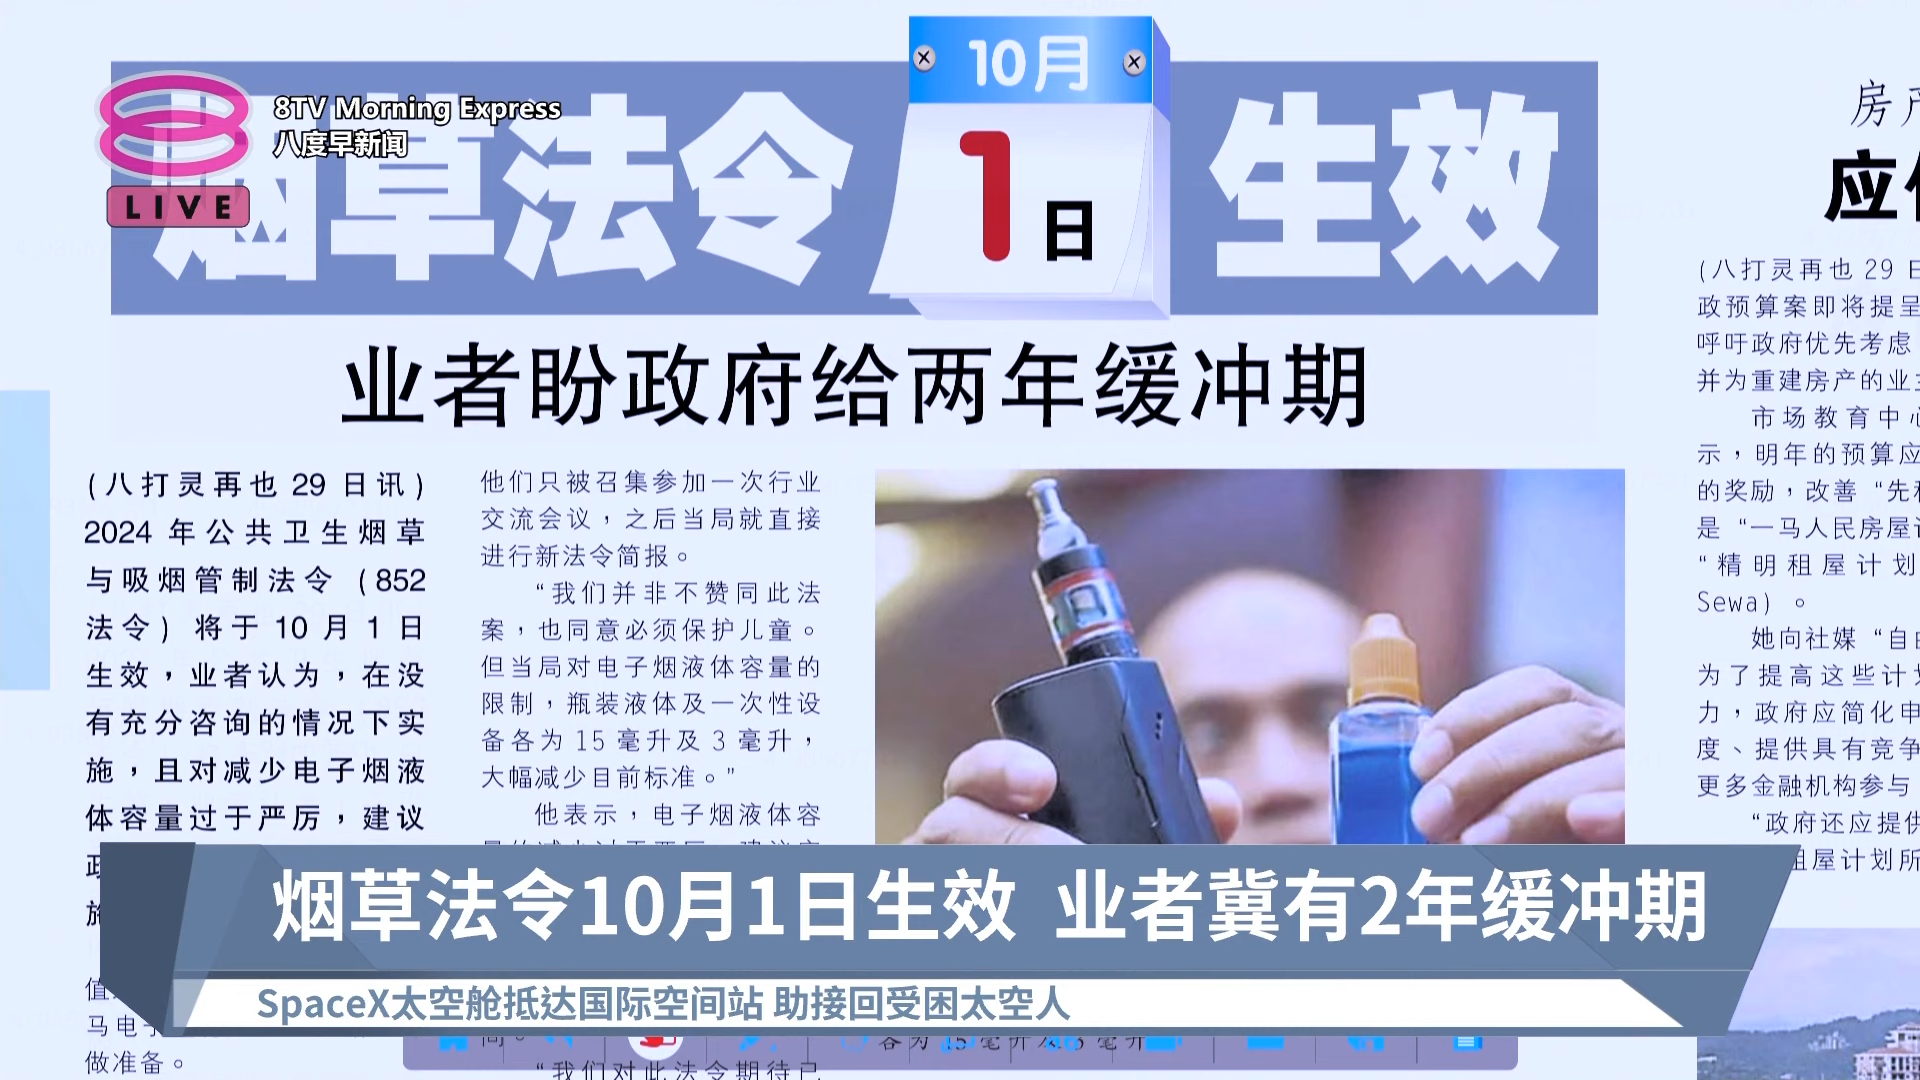 10月
8TV Morning Express
八度早新闻
LIVE
烟草法令 1日 生效
业者盼政府给两年缓冲期
(八打灵再也 29 日讯)
2024 年公共卫生烟草
与吸烟管制法令 (852
法令) 将于 10 月 1 日
生效，业者认为，在没
有充分咨询的情况下实
施，且对减少电子烟液
体容量过于严厉，建议
马电子
做准备。
他们只被召集参加一次行业
交流会议，之后当局就直接
进行新法令简报。
“我们并非不赞同此法
案，也同意必须保护儿童。
但当局对电子烟液体容量的
限制，瓶装液体及一次性设
备各为 15 毫升及 3 毫升，
大幅减少目前标准。”
他表示，电子烟液体容
“我们对此法令期待已
房产
应
(八打灵再也 29 日
政预算案即将提呈
呼吁政府优先考虑
并为重建房产的业主
市场教育中心
示，明年的预算应
的奖励，改善“先租
是“一马人民房屋计
“精明租屋计划
Sewa) 。
她向社媒“自由
为了提高这些计划
力，政府应简化申
度、提供具有竞争
更多金融机构参与
“政府还应提供
租屋计划所
烟草法令10月1日生效 业者冀有2年缓冲期
SpaceX太空舱抵达国际空间站 助接回受困太空人